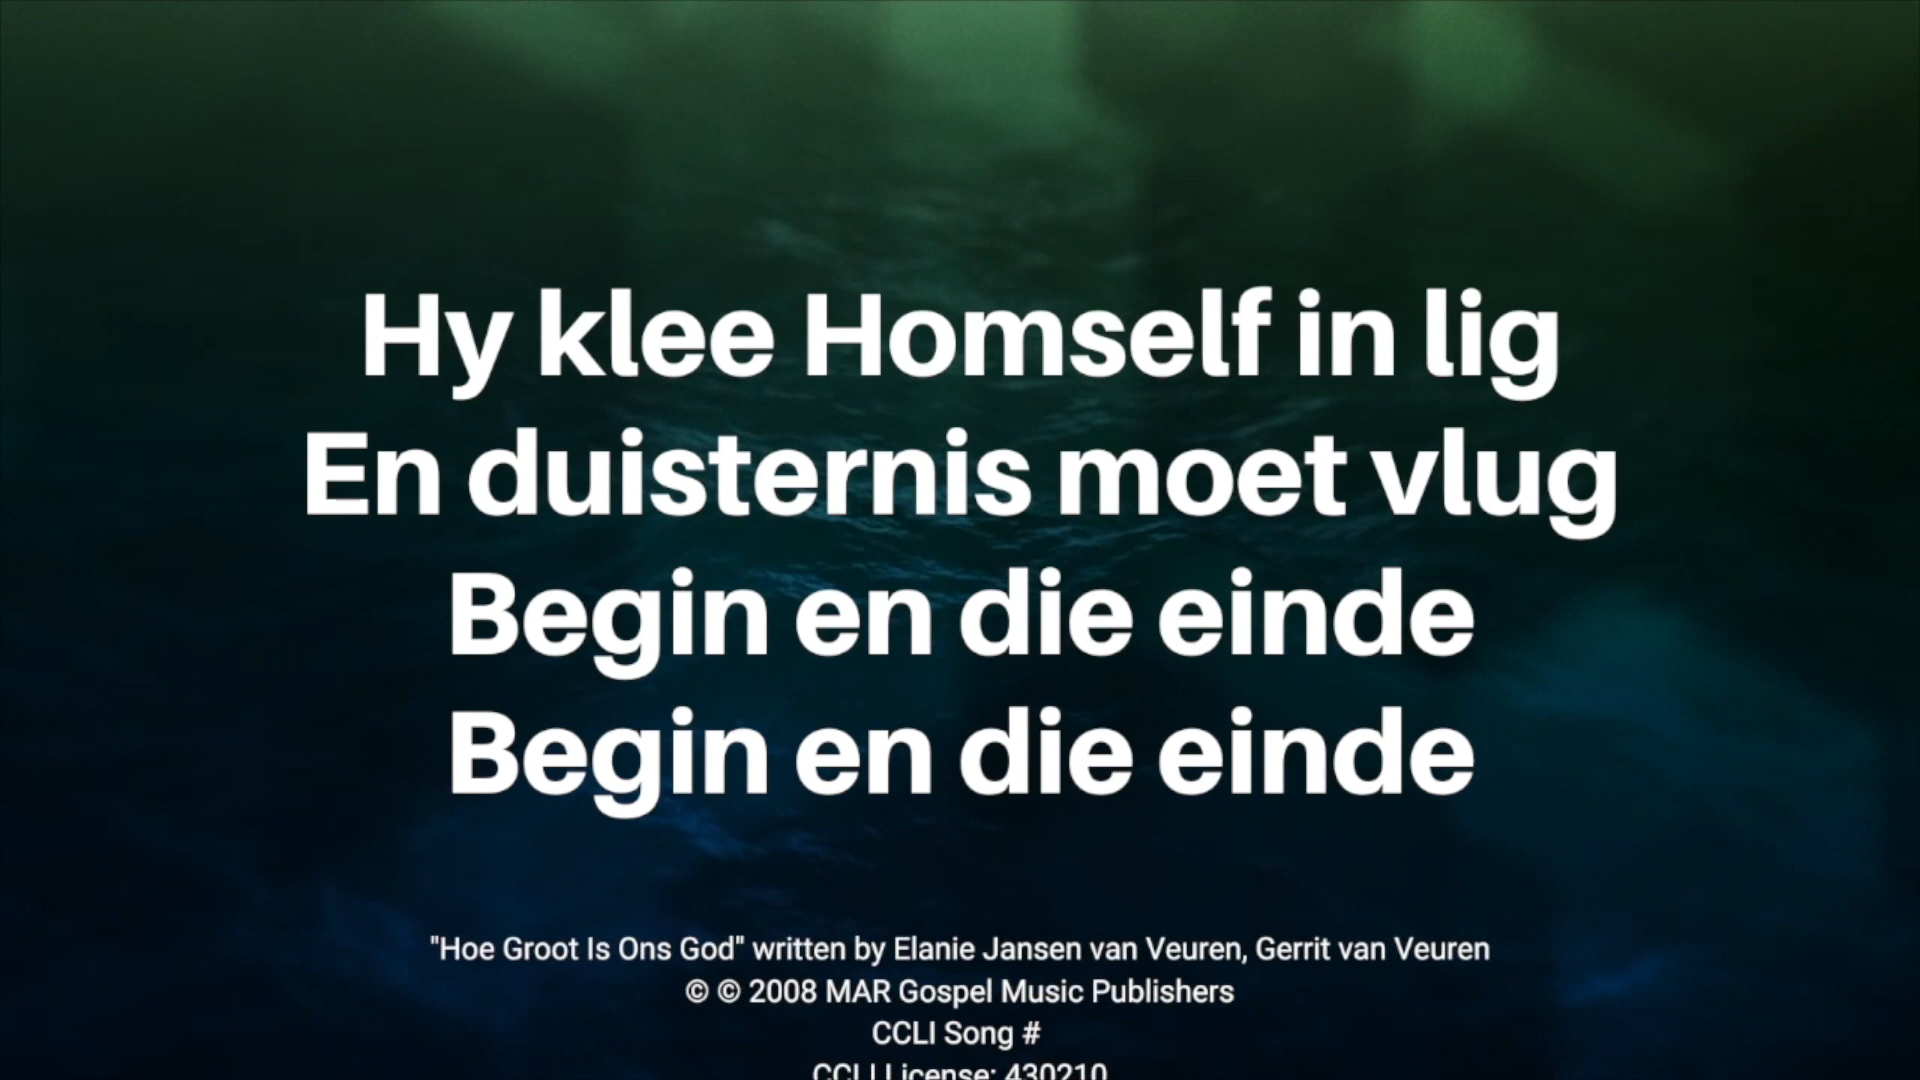 Hy klee Homself in lig
En duisternis moet vlug
Begin en die einde
Begin en die einde
"Hoe Groot Is Ons God" written by Elanie Jansen van Veuren, Gerrit van Veuren
© © 2008 MAR Gospel Music Publishers
CCLI Song #
CCLI License: 430210